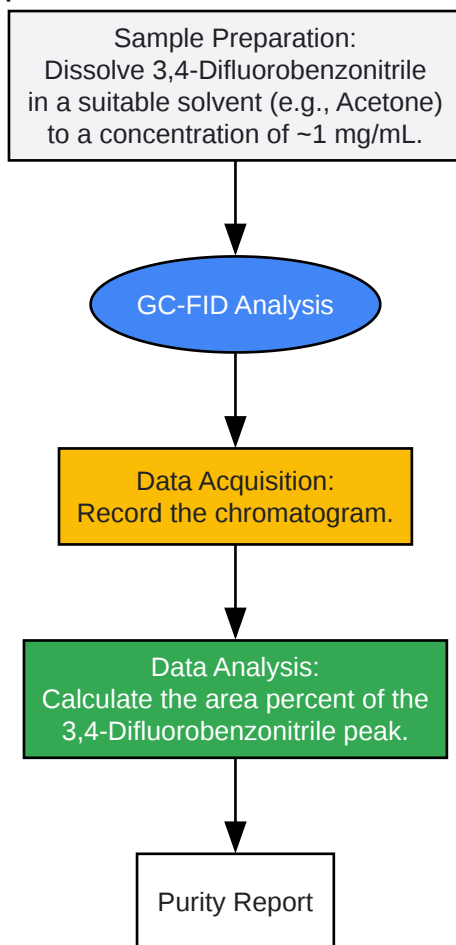 Sample Preparation:
Dissolve 3,4-Difluorobenzonitrile
in a suitable solvent (e.g., Acetone)
to a concentration of ~1 mg/mL.
GC-FID Analysis
Data Acquisition:
Record the chromatogram.
Data Analysis:
Calculate the area percent of the
3,4-Difluorobenzonitrile peak.
Purity Report